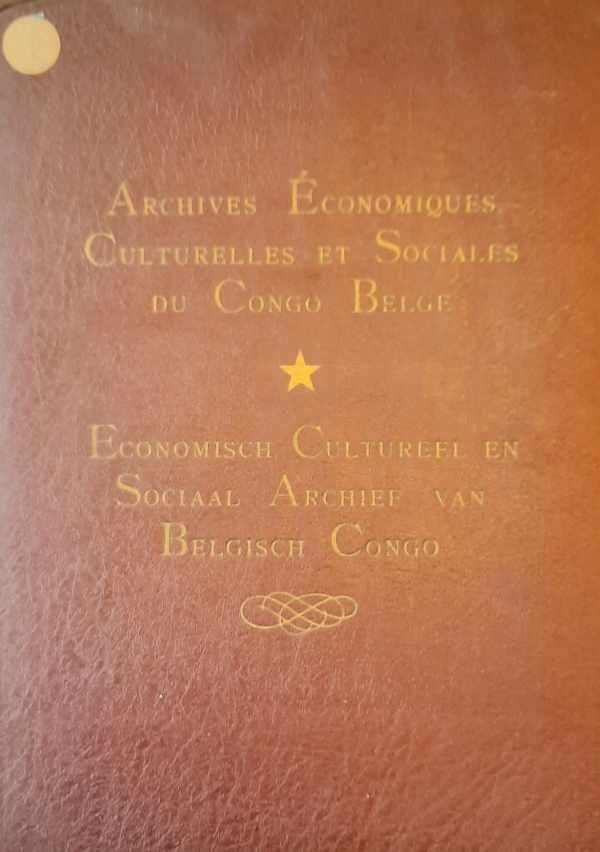 Archives Économiques,
Culturelles et Sociales
du Congo Belge
Economisch Cultureel en
Sociaal Archief van
Belgisch Congo